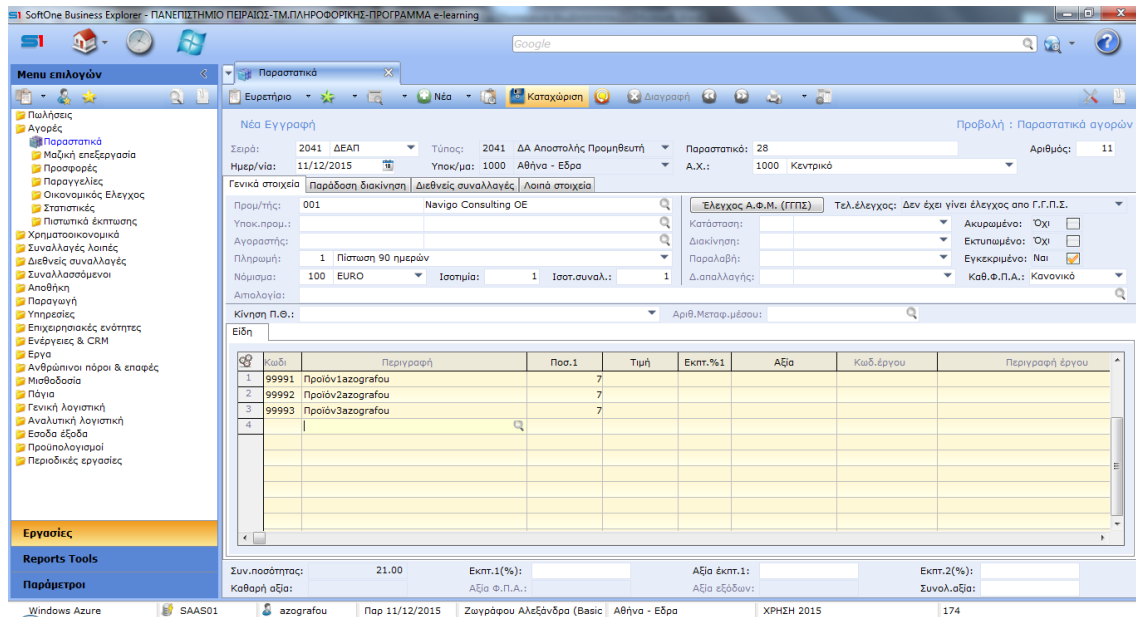 SoftOne Business Explorer - ΠΑΝΕΠΙΣΤΗΜΙΟ ΠΕΙΡΑΙΩΣ-ΤΜ.ΠΛΗΡΟΦΟΡΙΚΗΣ-ΠΡΟΓΡΑΜΜΑ e-learning
Google
Menu επιλογών
Παραστατικά
Ευρετήριο Νέα Καταχώριση Διαγραφή
Πωλήσεις
Αγορές
Παραστατικά
Μαζική επεξεργασία
Προσφορές
Παραγγελίες
Οικονομικός Ελεγχος
Στατιστικές
Πιστωτικά έκπτωσης
Χρηματοοικονομικά
Συναλλαγές λοιπές
Διεθνείς συναλλαγές
Συναλλασσόμενοι
Αποθήκη
Παραγωγή
Υπηρεσίες
Επιχειρησιακές ενότητες
Ενέργειες & CRM
Εργα
Ανθρώπινοι πόροι & επαφές
Μισθοδοσία
Πάγια
Γενική λογιστική
Αναλυτική λογιστική
Εσοδα έξοδα
Προϋπολογισμοί
Περιοδικές εργασίες
Εργασίες
Reports Tools
Παράμετροι
Νέα Εγγραφή Προβολή : Παραστατικά αγορών
Σειρά: 2041 ΔΕΑΠ Τύπος: 2041 ΔΑ Αποστολής Προμηθευτή Παραστατικό: 28 Αριθμός: 11
Ημερ/νία: 11/12/2015 Υποκ/μα: 1000 Αθήνα - Εδρα Α.Χ.: 1000 Κεντρικό
Γενικά στοιχεία Παράδοση διακίνηση Διεθνείς συναλλαγές Λοιπά στοιχεία
Προμ/τής: 001 Navigo Consulting OE Έλεγχος Α.Φ.Μ. (ΓΓΠΣ) Τελ.έλεγχος: Δεν έχει γίνει έλεγχος απο Γ.Γ.Π.Σ.
Υποκ.προμ.: Κατάσταση: Ακυρωμένο: Όχι
Αγοραστής: Διακίνηση: Εκτυπωμένο: Όχι
Πληρωμή: 1 Πίστωση 90 ημερών Παραλαβή: Εγκεκριμένο: Ναι
Νόμισμα: 100 EURO Ισοτιμία: 1 Ισοτ.συναλ.: 1 Δ.απαλλαγής: Καθ.Φ.Π.Α.: Κανονικό
Αιτιολογία:
Κίνηση Π.Θ.: Αριθ.Μεταφ.μέσου:
Είδη
Κωδι Περιγραφή Ποσ.1 Τιμή Εκπτ.%1 Αξία Κωδ.έργου Περιγραφή έργου
1 99991 Προϊόν1azografou 7
2 99992 Προϊόν2azografou 7
3 99993 Προϊόν3azografou 7
4
Συν.ποσότητας: 21.00 Εκπτ.1(%): Αξία έκπτ.1: Εκπτ.2(%):
Καθαρή αξία: Αξία Φ.Π.Α.: Αξία εξόδων: Συνολ.αξία:
Windows Azure SAAS01 azografou Παρ 11/12/2015 Ζωγράφου Αλεξάνδρα (Basic Αθήνα - Εδρα ΧΡΗΣΗ 2015 174